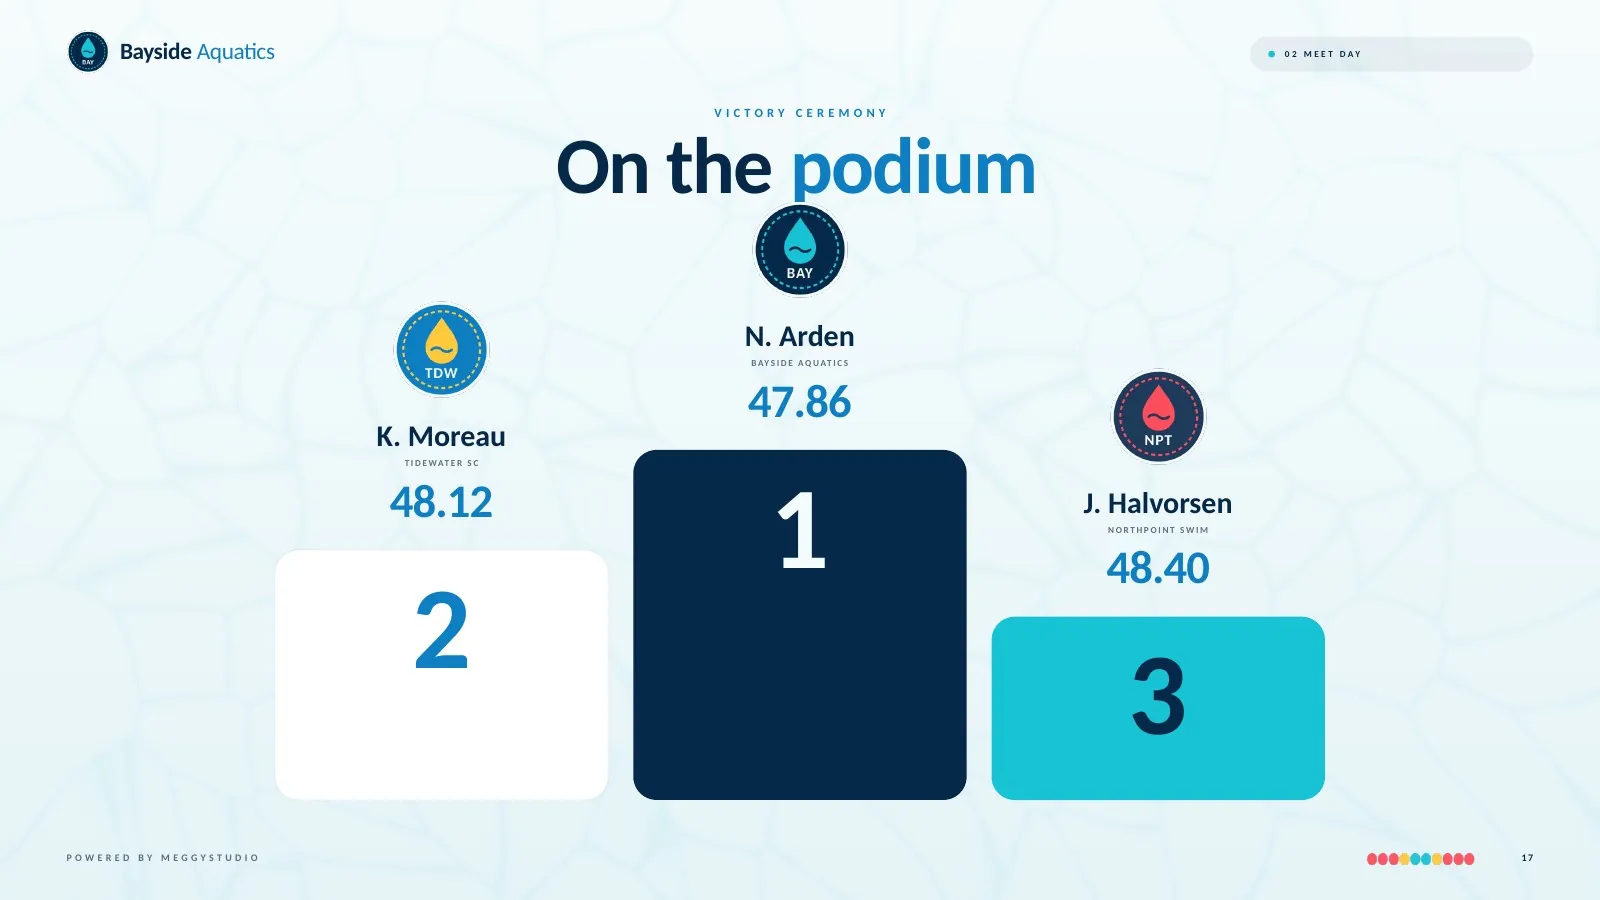 BAY
Bayside Aquatics
02 MEET DAY
VICTORY CEREMONY
On the podium
BAY
N. Arden
BAYSIDE AQUATICS
47.86
1
TDW
K. Moreau
TIDEWATER SC
48.12
2
NPT
J. Halvorsen
NORTHPOINT SWIM
48.40
3
POWERED BY MEGGYSTUDIO
17